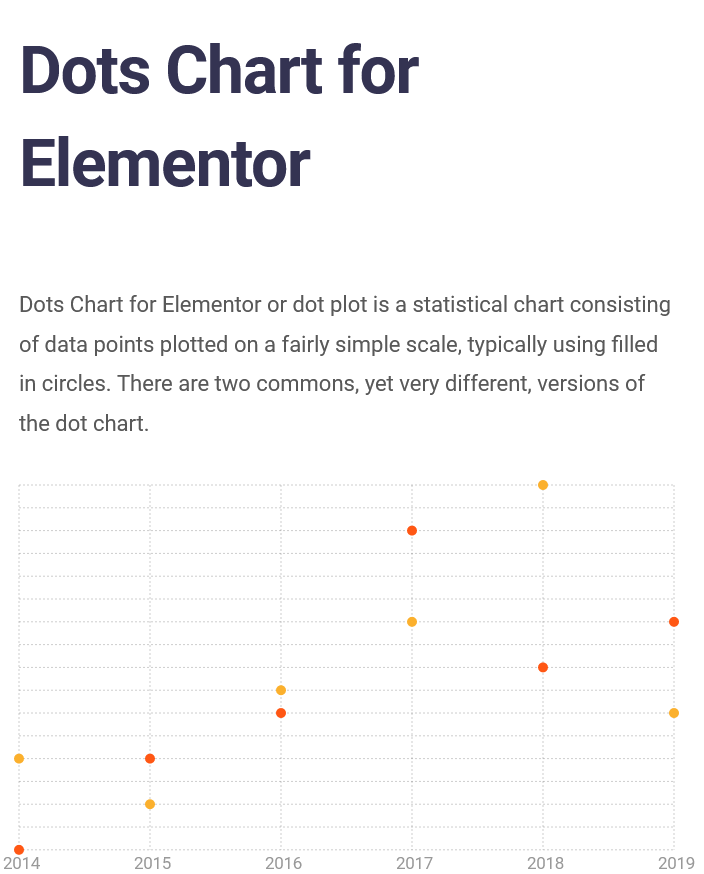 Dots Chart for
Elementor
Dots Chart for Elementor or dot plot is a statistical chart consisting
of data points plotted on a fairly simple scale, typically using filled
in circles. There are two commons, yet very different, versions of
the dot chart.
2014 2015 2016 2017 2018 2019